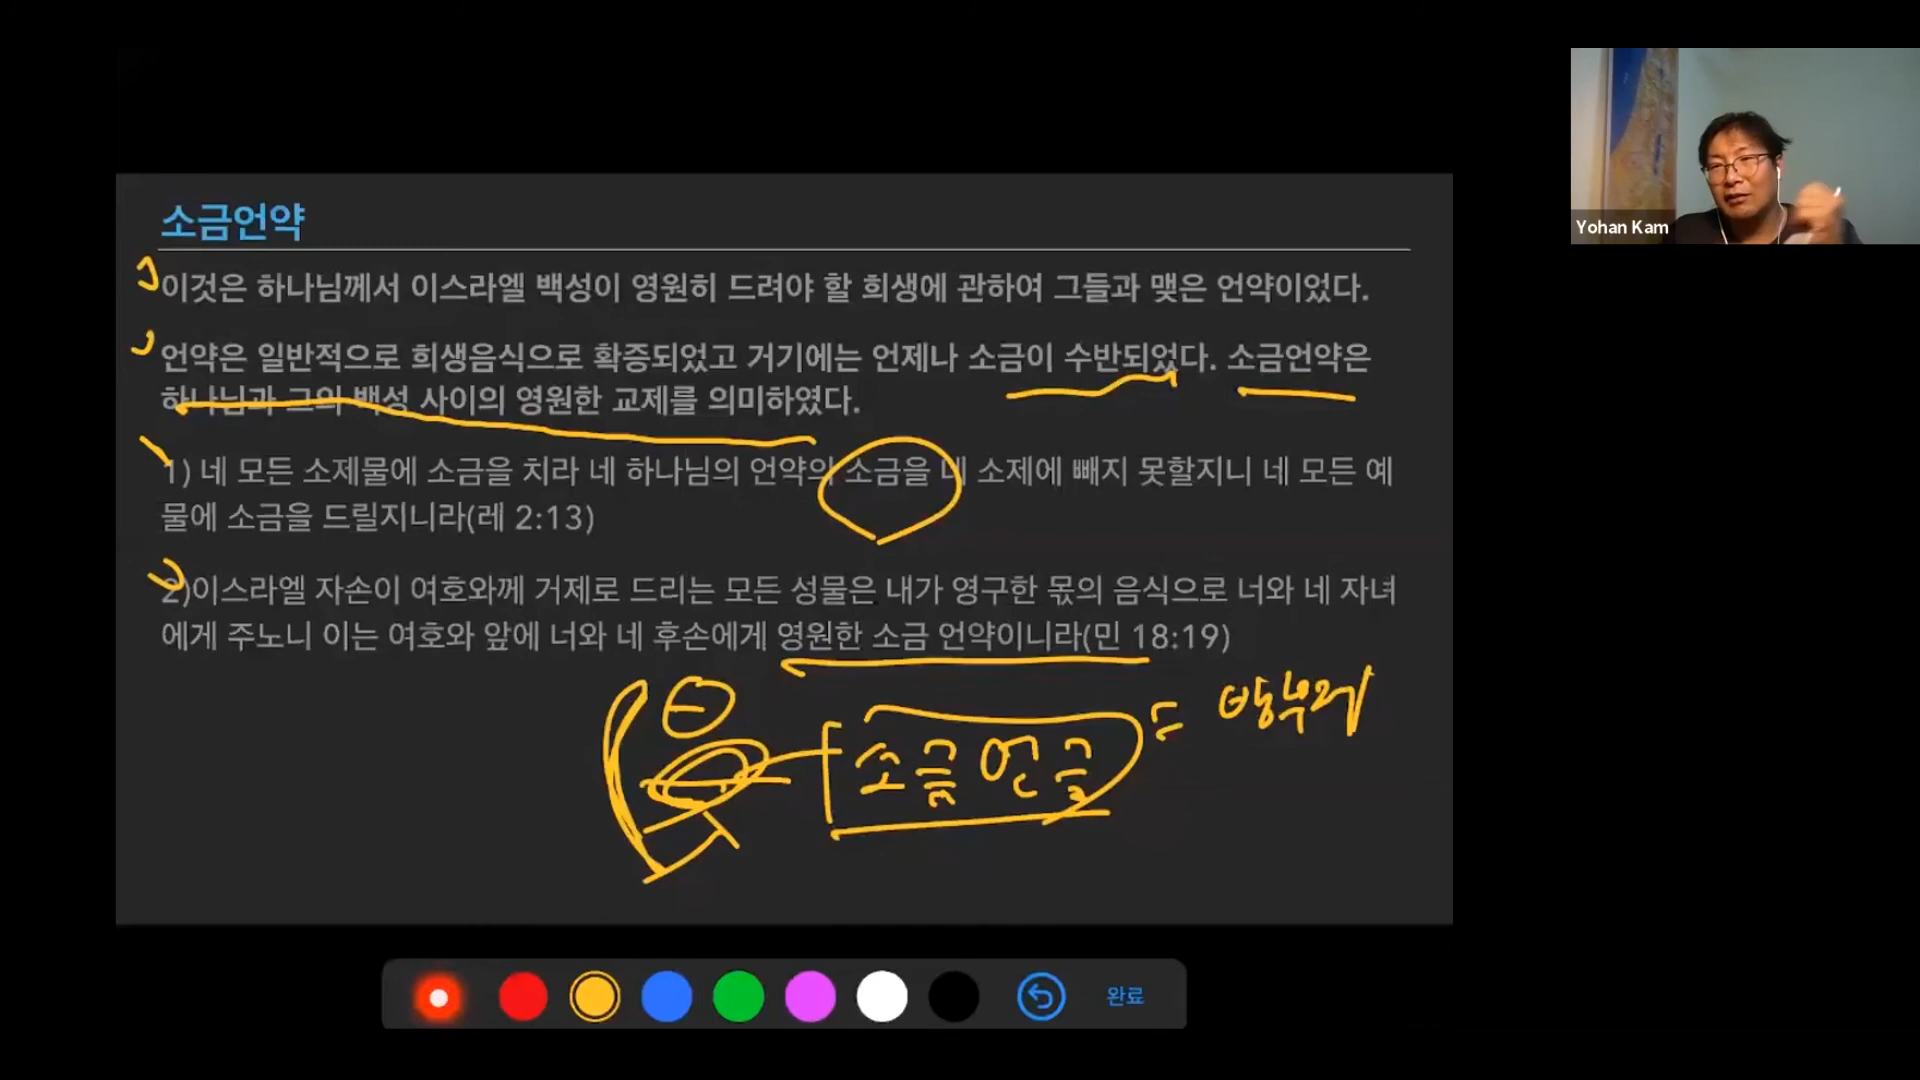 소금언약
이것은 하나님께서 이스라엘 백성이 영원히 드려야 할 희생에 관하여 그들과 맺은 언약이었다.
언약은 일반적으로 희생음식으로 확증되었고 거기에는 언제나 소금이 수반되었다. 소금언약은
하나님과 그의 백성 사이의 영원한 교제를 의미하였다.
1) 네 모든 소제물에 소금을 치라 네 하나님의 언약의 소금을 네 소제에 빼지 못할지니 네 모든 예
물에 소금을 드릴지니라(레 2:13)
2)이스라엘 자손이 여호와께 거제로 드리는 모든 성물은 내가 영구한 몫의 음식으로 너와 네 자녀
에게 주노니 이는 여호와 앞에 너와 네 후손에게 영원한 소금 언약이니라(민 18:19)
소금
= 방부제
완료
Yohan Kam